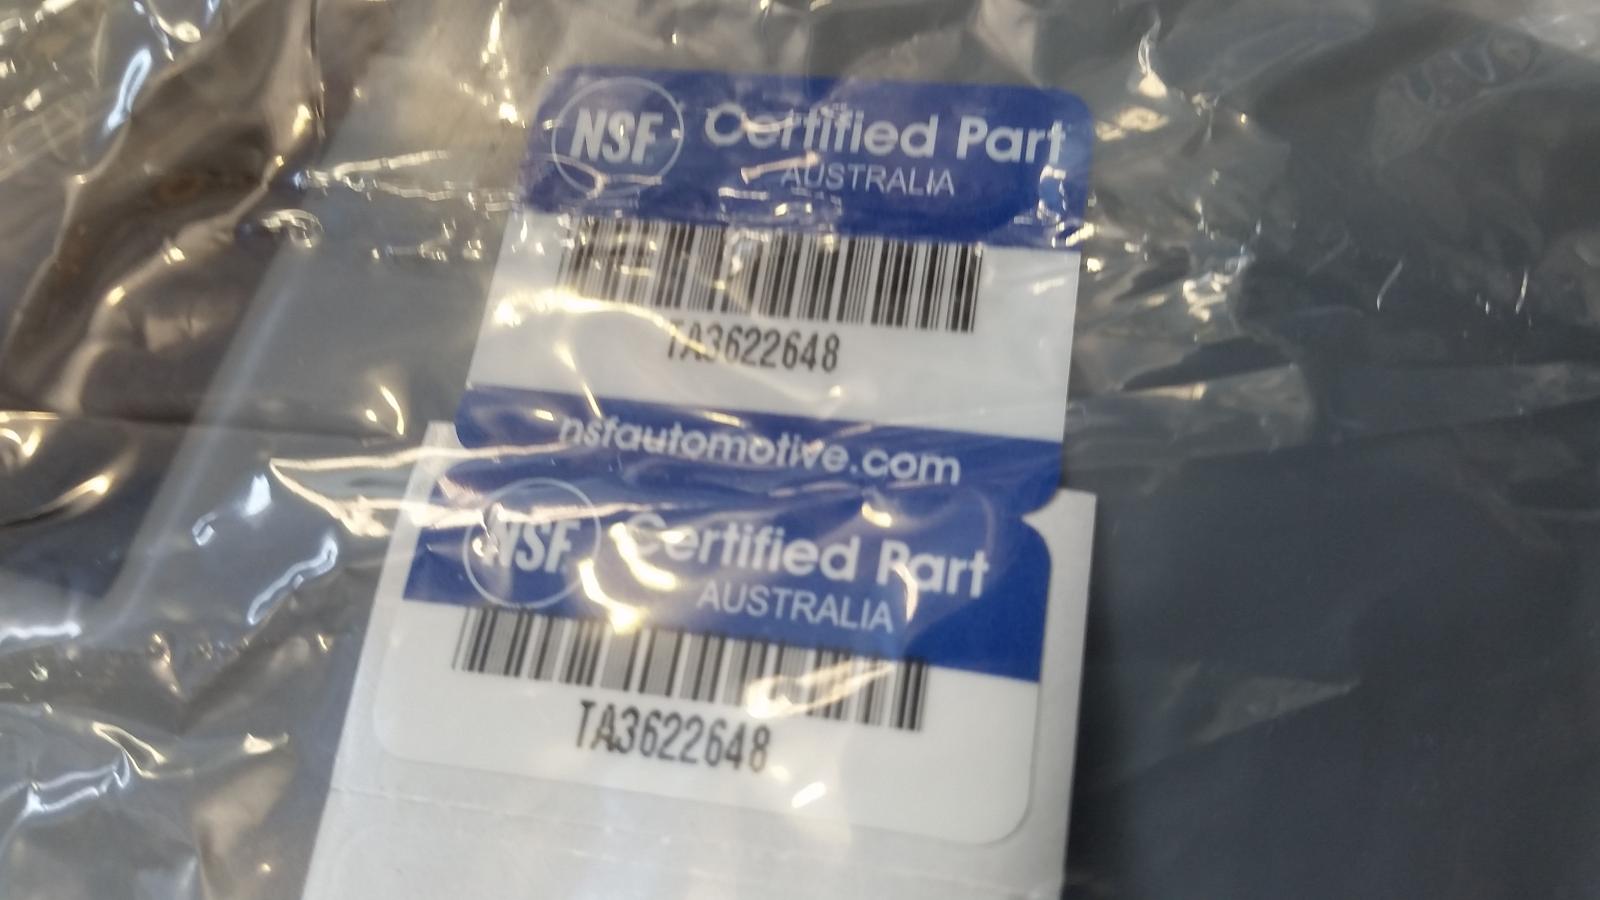 NSF Certified Part
AUSTRALIA
TA3622648
nsfautomotive.com
NSF Certified Part
AUSTRALIA
TA3622648